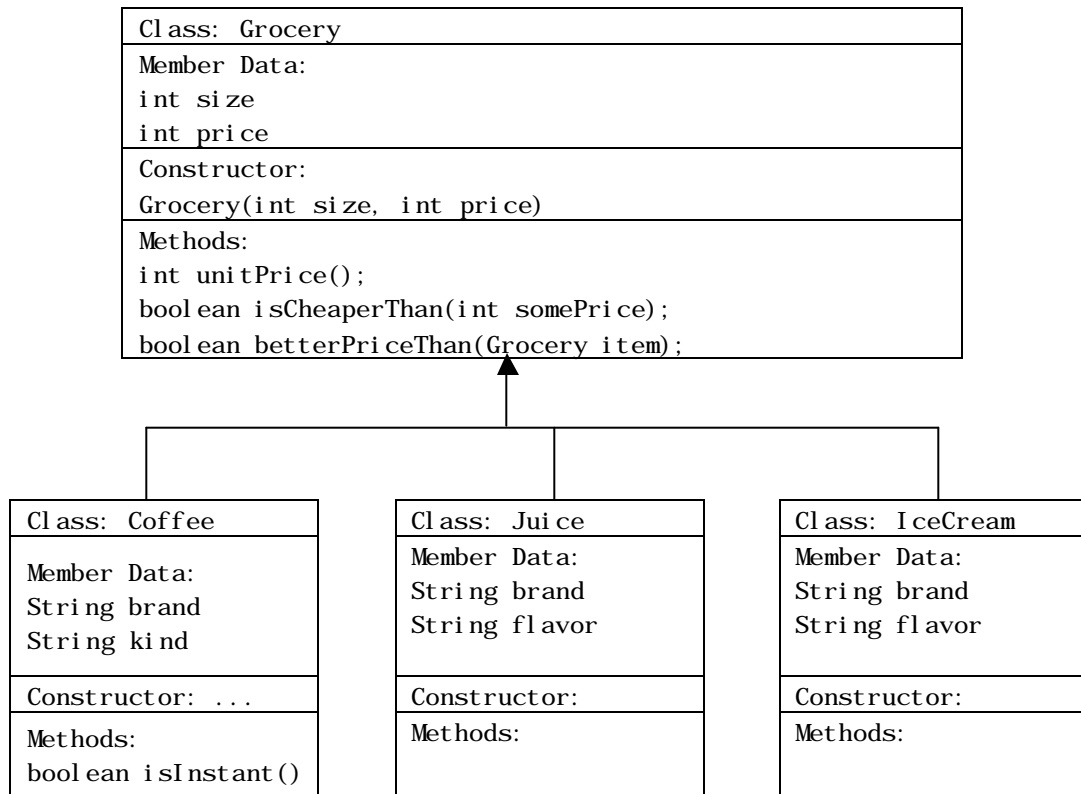 Class: Grocery
Member Data:
int size
int price
Constructor:
Grocery(int size, int price)
Methods:
int unitPrice();
boolean isCheaperThan(int somePrice);
boolean betterPriceThan(Grocery item);
Class: Coffee
Member Data:
String brand
String kind
Constructor: ...
Methods:
boolean isInstant()
Class: Juice
Member Data:
String brand
String flavor
Constructor:
Methods:
Class: IceCream
Member Data:
String brand
String flavor
Constructor:
Methods: